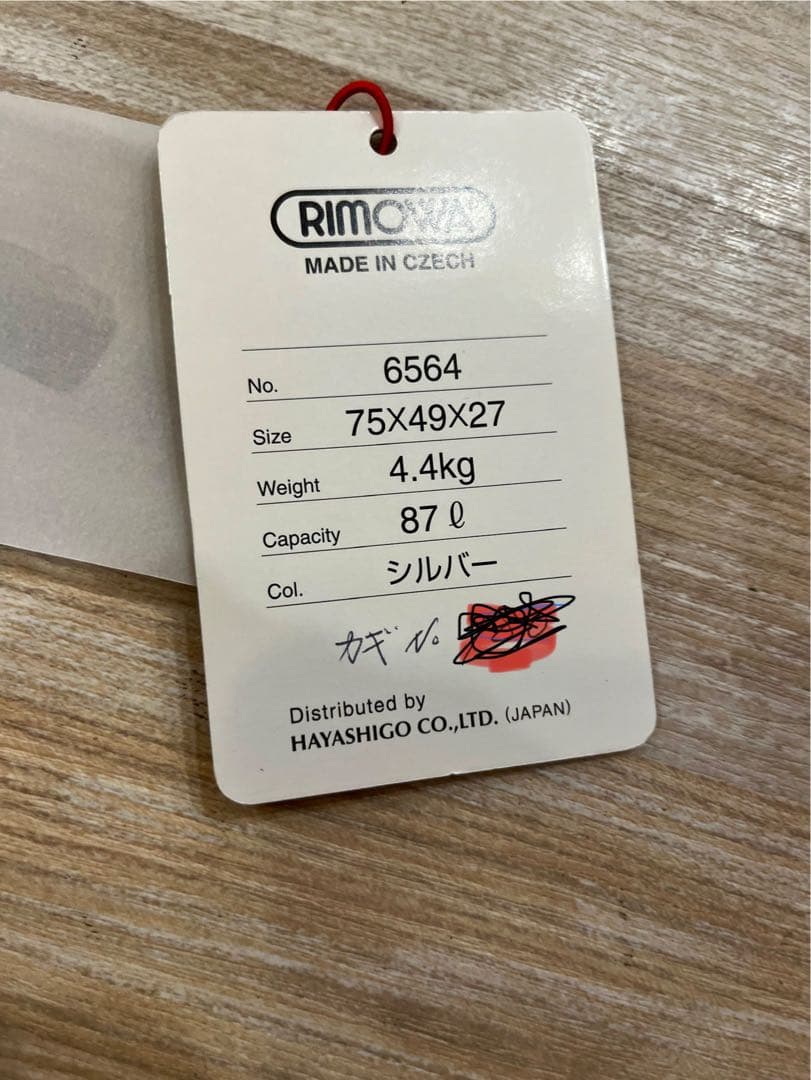 RIMOWA
MADE IN CZECH
No. 6564
Size 75X49X27
Weight 4.4kg
Capacity 87ℓ
Col. シルバー
カギ No
Distributed by
HAYASHIGO CO.,LTD. (JAPAN)